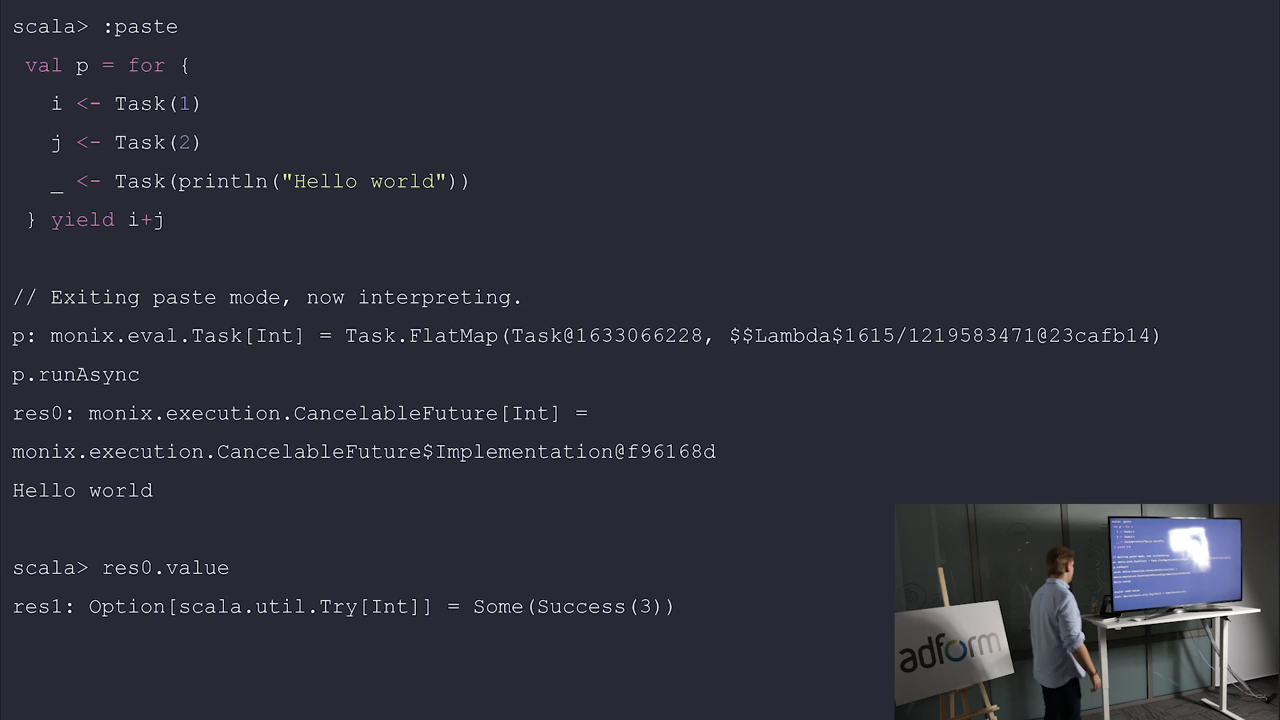 scala> :paste
val p = for {
i <- Task(1)
j <- Task(2)
_ <- Task(println("Hello world"))
} yield i+j
// Exiting paste mode, now interpreting.
p: monix.eval.Task[Int] = Task.FlatMap(Task@1633066228, $$Lambda$1615/1219583471@23cafb14)
p.runAsync
res0: monix.execution.CancelableFuture[Int] =
monix.execution.CancelableFuture$Implementation@f96168d
Hello world
scala> res0.value
res1: Option[scala.util.Try[Int]] = Some(Success(3))
adform